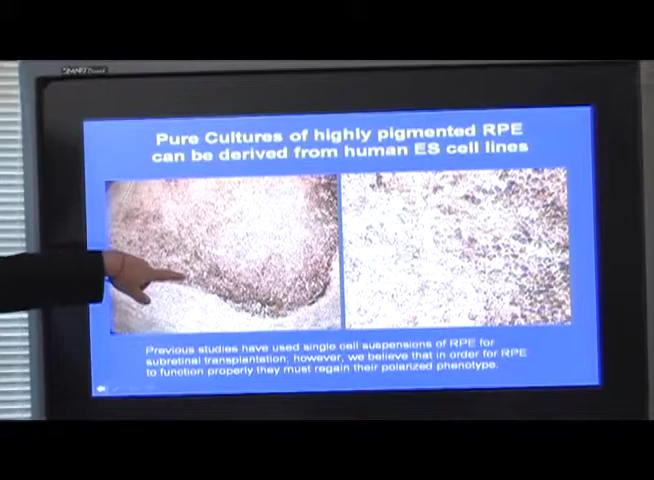 SMART Board
Pure Cultures of highly pigmented RPE
can be derived from human ES cell lines
Previous studies have used single cell suspensions of RPE for
subretinal transplantation; however, we believe that in order for RPE
to function properly they must regain their polarized phenotype.